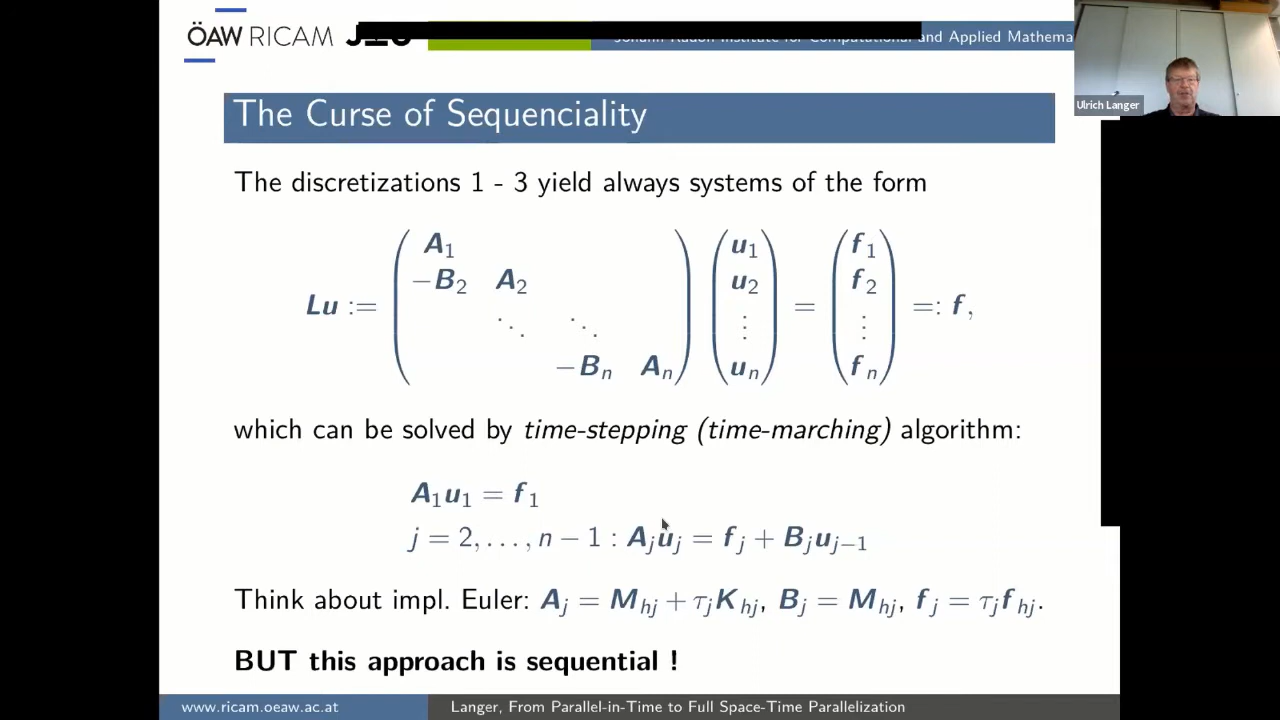 ÖAW RICAM
Johann Radon Institute for Computational and Applied Mathema
Ulrich Langer
The Curse of Sequenciality
The discretizations 1 - 3 yield always systems of the form
Lu := ( A₁ ; −B₂ A₂ ; ⋱ ⋱ ; −Bₙ Aₙ ) ( u₁ ; u₂ ; ⋮ ; uₙ ) = ( f₁ ; f₂ ; ⋮ ; fₙ ) =: f,
which can be solved by time-stepping (time-marching) algorithm:
A₁u₁ = f₁
j = 2, . . . , n − 1 : Aⱼuⱼ = fⱼ + Bⱼuⱼ₋₁
Think about impl. Euler: Aⱼ = Mₕⱼ + τⱼKₕⱼ, Bⱼ = Mₕⱼ, fⱼ = τⱼfₕⱼ.
BUT this approach is sequential !
www.ricam.oeaw.ac.at
Langer, From Parallel-in-Time to Full Space-Time Parallelization